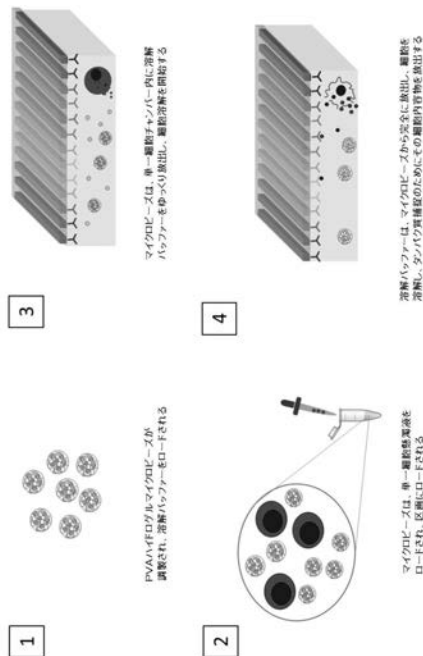 1
PVAハイドロゲルマイクロビーズが
調製され、溶解バッファーをロードされる
2
マイクロビーズは、単一細胞懸濁液を
ロードされ、区画にロードされる
3
マイクロビーズは、単一細胞チャンバー内に溶解
バッファーをゆっくり放出し、細胞溶解を開始する
4
溶解バッファーは、マイクロビーズから完全に放出し、細胞を
溶解し、タンパク質捕捉のためにその細胞内容物を放出する